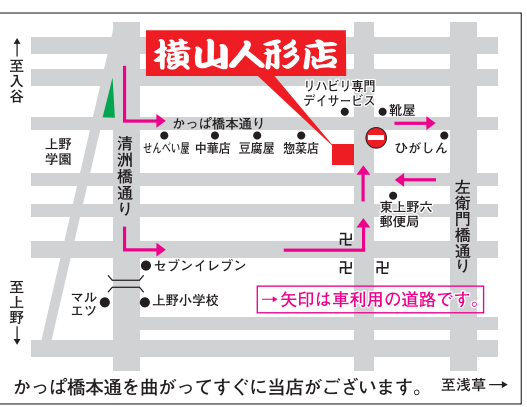 ↑
至入谷
横山人形店
リハビリ専門
デイサービス
靴屋
かっぱ橋本通り
せんべい屋
中華店
豆腐屋
惣菜店
ひがしん
上野
学園
清洲橋通り
左衛門橋通り
東上野六
郵便局
卍
卍
卍
セブンイレブン
マル
エツ
上野小学校
→矢印は車利用の道路です。
至上野
↓
かっぱ橋本通を曲がってすぐに当店がございます。
至浅草→